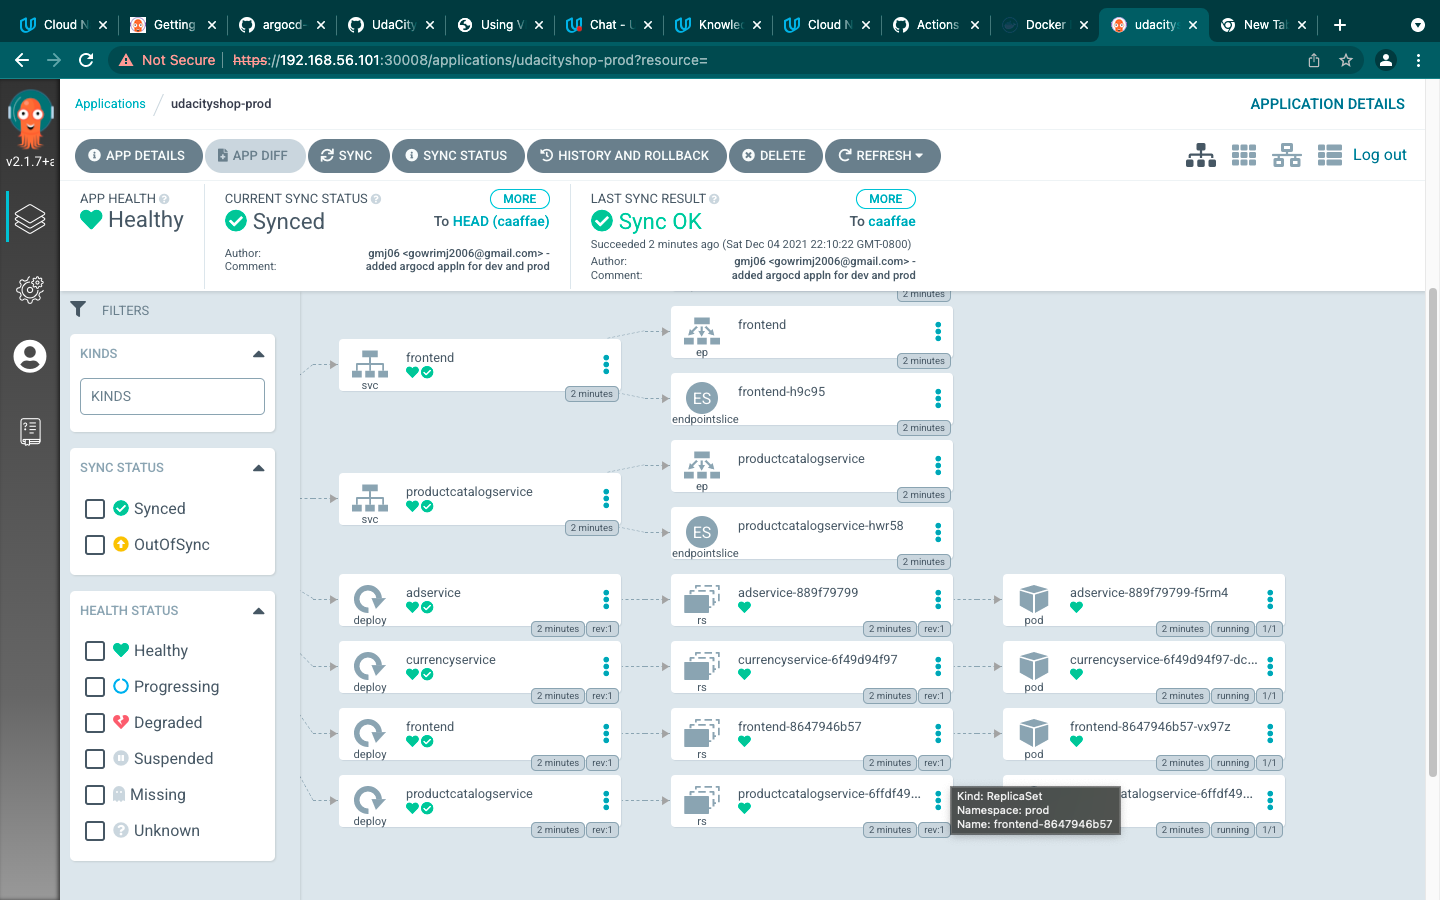 Cloud N
Getting
argocd-
UdaCity
Using V
Chat - U
Knowle
Cloud N
Actions
Docker
udacitys
New Tab
Not Secure
https://192.168.56.101:30008/applications/udacityshop-prod?resource=
v2.1.7+a
Applications / udacityshop-prod
APPLICATION DETAILS
APP DETAILS
APP DIFF
SYNC
SYNC STATUS
HISTORY AND ROLLBACK
DELETE
REFRESH
Log out
APP HEALTH
Healthy
CURRENT SYNC STATUS
MORE
Synced
To HEAD (caaffae)
Author: gmj06 <gowrimj2006@gmail.com> -
Comment: added argocd appln for dev and prod
LAST SYNC RESULT
MORE
Sync OK
To caaffae
Succeeded 2 minutes ago (Sat Dec 04 2021 22:10:22 GMT-0800)
Author: gmj06 <gowrimj2006@gmail.com> -
Comment: added argocd appln for dev and prod
FILTERS
KINDS
KINDS
SYNC STATUS
Synced
OutOfSync
HEALTH STATUS
Healthy
Progressing
Degraded
Suspended
Missing
Unknown
2 minutes
frontend
svc
2 minutes
frontend
ep
2 minutes
frontend-h9c95
ES
endpointslice
2 minutes
productcatalogservice
svc
2 minutes
productcatalogservice
ep
2 minutes
productcatalogservice-hwr58
ES
endpointslice
2 minutes
adservice
deploy
2 minutes rev:1
adservice-889f79799
rs
2 minutes rev:1
adservice-889f79799-f5rm4
pod
2 minutes running 1/1
currencyservice
deploy
2 minutes rev:1
currencyservice-6f49d94f97
rs
2 minutes rev:1
currencyservice-6f49d94f97-dc...
pod
2 minutes running 1/1
frontend
deploy
2 minutes rev:1
frontend-8647946b57
rs
2 minutes rev:1
frontend-8647946b57-vx97z
pod
2 minutes running 1/1
productcatalogservice
deploy
2 minutes rev:1
productcatalogservice-6ffdf49...
rs
2 minutes rev:1
catalogservice-6ffdf49...
2 minutes running 1/1
Kind: ReplicaSet
Namespace: prod
Name: frontend-8647946b57